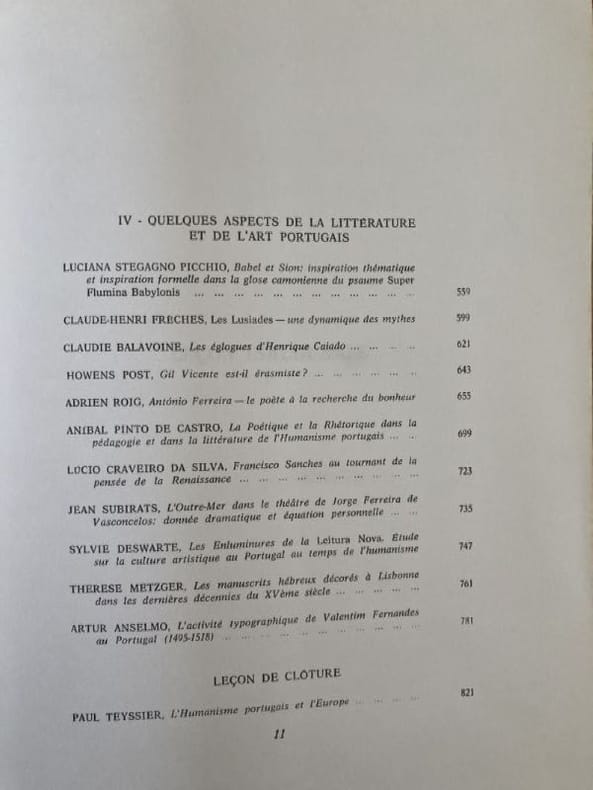 IV - QUELQUES ASPECTS DE LA LITTÉRATURE
ET DE L'ART PORTUGAIS
LUCIANA STEGAGNO PICCHIO, Babel et Sion: inspiration thématique
et inspiration formelle dans la glose camonienne du psaume Super
Flumina Babylonis ... ... ... ... ... ... ... ... ... ... ... ... 559
CLAUDE-HENRI FRÈCHES, Les Lusiades — une dynamique des mythes 599
CLAUDIE BALAVOINE, Les églogues d'Henrique Caiado ... ... ... ... 621
HOWENS POST, Gil Vicente est-il érasmiste? ... ... ... ... ... ... 643
ADRIEN ROIG, António Ferreira — le poète à la recherche du bonheur 655
ANÍBAL PINTO DE CASTRO, La Poétique et la Rhétorique dans la
pédagogie et dans la littérature de l'Humanisme portugais ... ... 699
LÚCIO CRAVEIRO DA SILVA, Francisco Sanches au tournant de la
pensée de la Renaissance ... ... ... ... ... ... ... ... ... ... 723
JEAN SUBIRATS, L'Outre-Mer dans le théâtre de Jorge Ferreira de
Vasconcelos: donnée dramatique et équation personnelle ... ... 735
SYLVIE DESWARTE, Les Enluminures de la Leitura Nova. Etude
sur la culture artistique au Portugal au temps de l'humanisme 747
THERESE METZGER, Les manuscrits hébreux décorés à Lisbonne
dans les dernières décennies du XVème siècle ... ... ... ... ... 761
ARTUR ANSELMO, L'activité typographique de Valentim Fernandes
au Portugal (1495-1518) ... ... ... ... ... ... ... ... ... ... 781
LEÇON DE CLÔTURE
PAUL TEYSSIER, L'Humanisme portugais et l'Europe ... ... ... ... 821
11